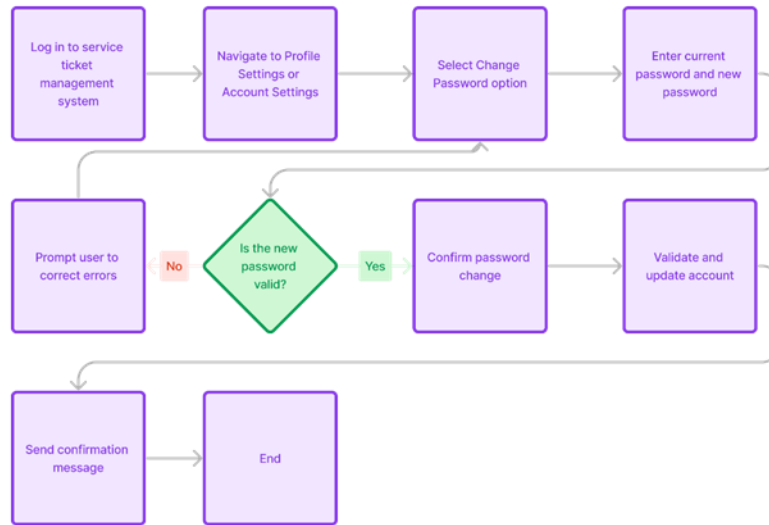 Log in to service
ticket
management
system
Navigate to Profile
Settings or
Account Settings
Select Change
Password option
Enter current
password and new
password
Prompt user to
correct errors
No
Is the new
password
valid?
Yes
Confirm password
change
Validate and
update account
Send confirmation
message
End